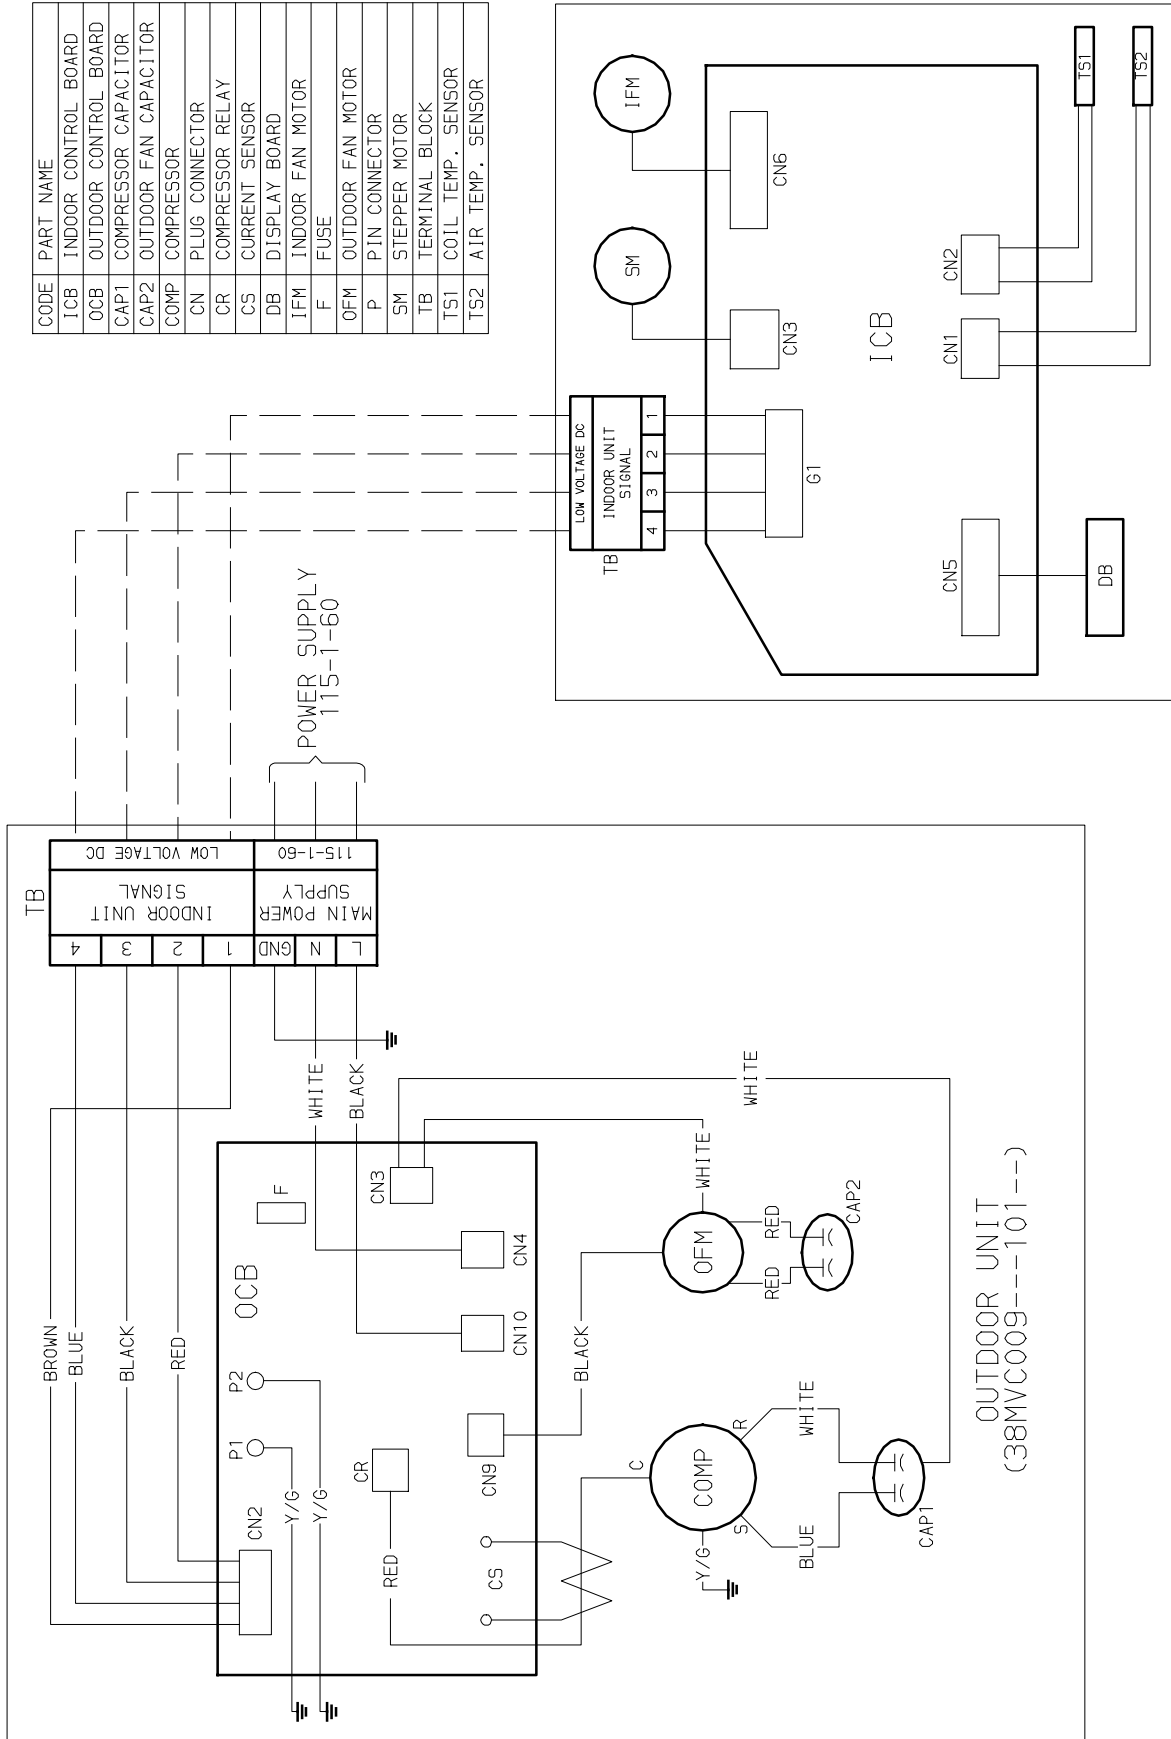 CODE PART NAME
ICB INDOOR CONTROL BOARD
OCB OUTDOOR CONTROL BOARD
CAP1 COMPRESSOR CAPACITOR
CAP2 OUTDOOR FAN CAPACITOR
COMP COMPRESSOR
CN PLUG CONNECTOR
CR COMPRESSOR RELAY
CS CURRENT SENSOR
DB DISPLAY BOARD
IFM INDOOR FAN MOTOR
F FUSE
OFM OUTDOOR FAN MOTOR
P PIN CONNECTOR
SM STEPPER MOTOR
TB TERMINAL BLOCK
TS1 COIL TEMP. SENSOR
TS2 AIR TEMP. SENSOR
IFM
SM
CN6
CN3
TS1
TS2
CN2
CN1
ICB
LOW VOLTAGE DC
INDOOR UNIT
SIGNAL
4 3 2 1
TB
G1
CN5
DB
POWER SUPPLY
115-1-60
TB
LOW VOLTAGE DC
115-1-60
INDOOR UNIT
SIGNAL
MAIN POWER
SUPPLY
4 3 2 1 GND N L
BROWN
BLUE
BLACK
RED
WHITE
BLACK
WHITE
OCB
F
CN3
CN4
CN10
CN9
P2
P1
CN2
CR
CS
Y/G
Y/G
RED
BLACK
WHITE
OFM
RED
RED
CAP2
COMP
C
R
S
Y/G
WHITE
BLUE
CAP1
OUTDOOR UNIT
(38MVC009---101--)